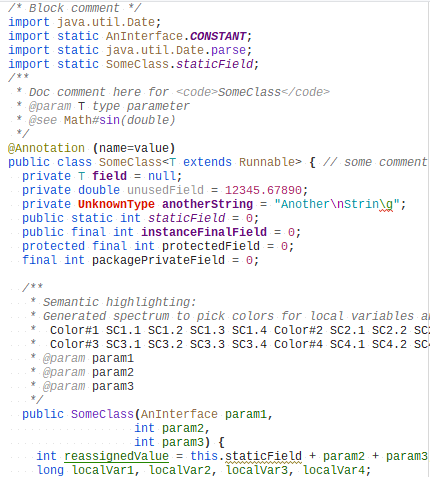 /* Block comment */
import java.util.Date;
import static AnInterface.CONSTANT;
import static java.util.Date.parse;
import static SomeClass.staticField;
/**
 * Doc comment here for <code>SomeClass</code>
 * @param T type parameter
 * @see Math#sin(double)
 */
@Annotation (name=value)
public class SomeClass<T extends Runnable> { // some comment
  private T field = null;
  private double unusedField = 12345.67890;
  private UnknownType anotherString = "Another\nStrin\g";
  public static int staticField = 0;
  public final int instanceFinalField = 0;
  protected final int protectedField = 0;
  final int packagePrivateField = 0;
  /**
   * Semantic highlighting:
   * Generated spectrum to pick colors for local variables a
   *  Color#1 SC1.1 SC1.2 SC1.3 SC1.4 Color#2 SC2.1 SC2.2 SC2
   *  Color#3 SC3.1 SC3.2 SC3.3 SC3.4 Color#4 SC4.1 SC4.2 SC4
   * @param param1
   * @param param2
   * @param param3
   */
  public SomeClass(AnInterface param1,
                  int param2,
                  int param3) {
    int reassignedValue = this.staticField + param2 + param3
    long localVar1, localVar2, localVar3, localVar4;